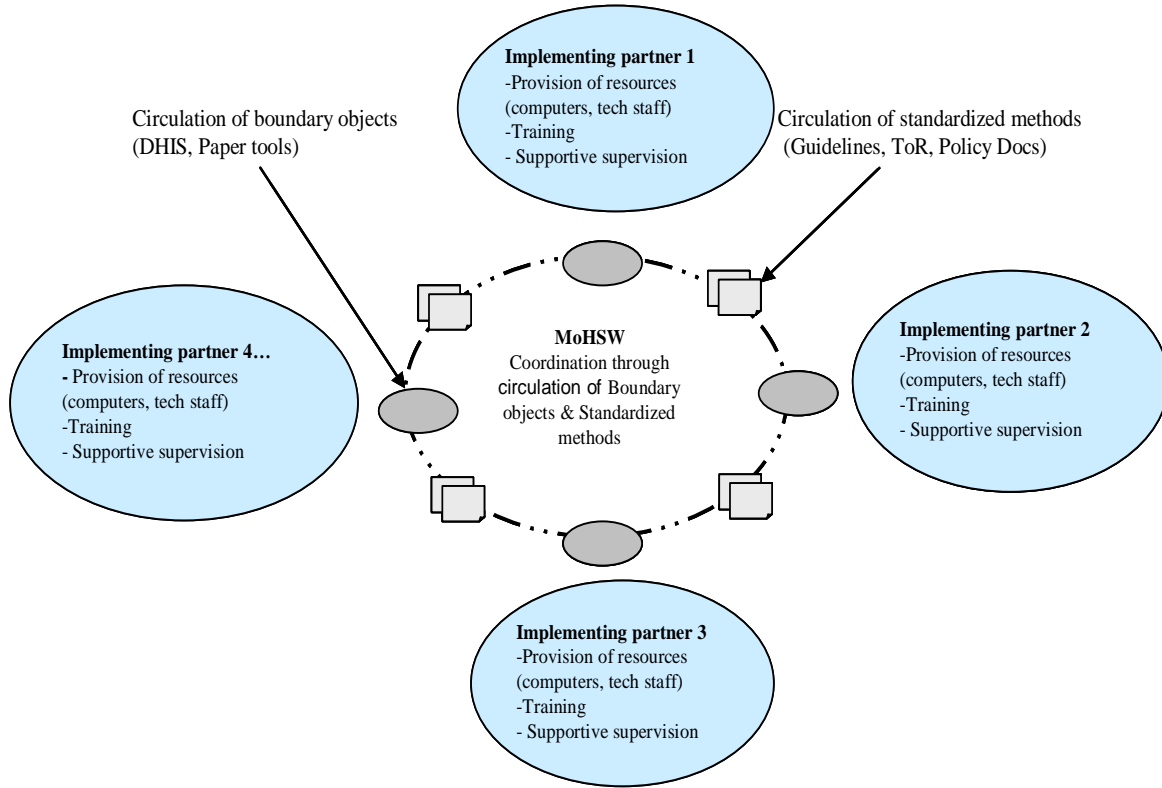 Implementing partner 1
-Provision of resources
(computers, tech staff)
-Training
- Supportive supervision
Circulation of boundary objects
(DHIS, Paper tools)
Circulation of standardized methods
(Guidelines, ToR, Policy Docs)
Implementing partner 4…
- Provision of resources
(computers, tech staff)
-Training
- Supportive supervision
MoHSW
Coordination through
circulation of Boundary
objects & Standardized
methods
Implementing partner 2
-Provision of resources
(computers, tech staff)
-Training
- Supportive supervision
Implementing partner 3
-Provision of resources
(computers, tech staff)
-Training
- Supportive supervision